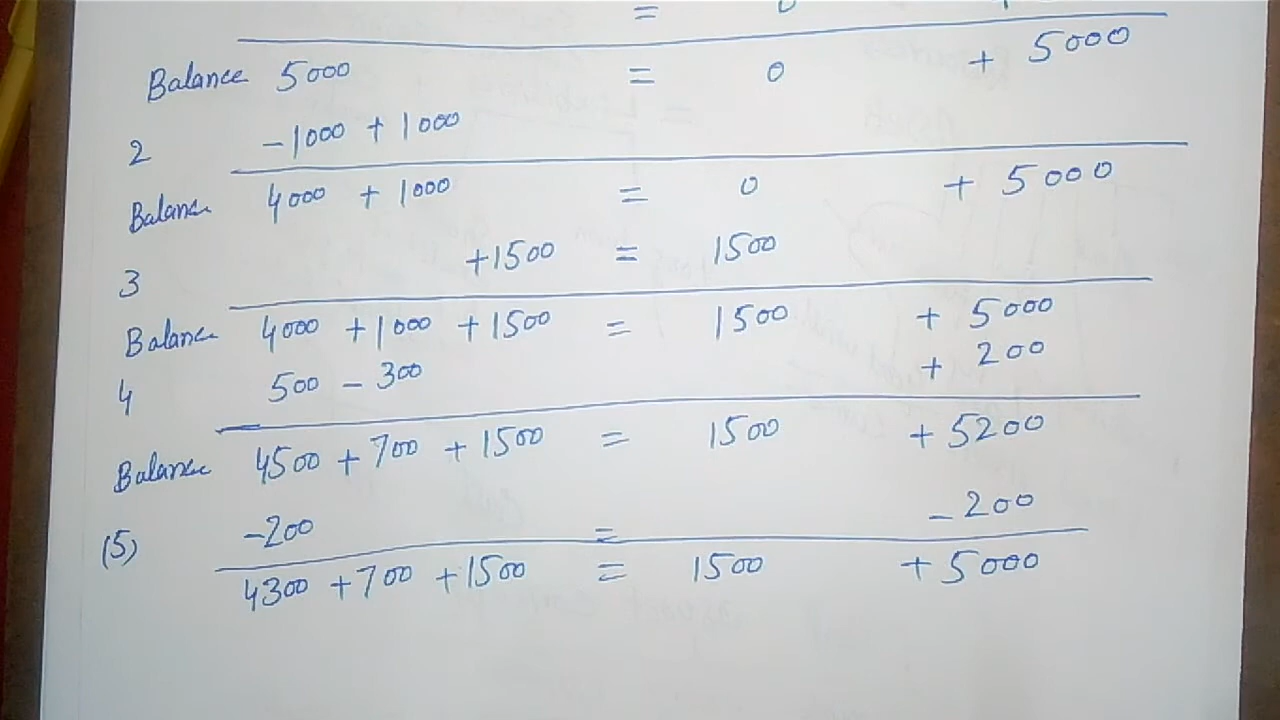 = 0
Balance 5000 = 0 + 5000
2 -1000 + 1000
Balance 4000 + 1000 = 0 + 5000
3 +1500 = 1500
Balance 4000 +1000 +1500 = 1500 + 5000
4 500 - 300 + 200
Balance 4500 + 700 + 1500 = 1500 + 5200
(5) -200 = - 200
4300 +700 +1500 = 1500 +5000